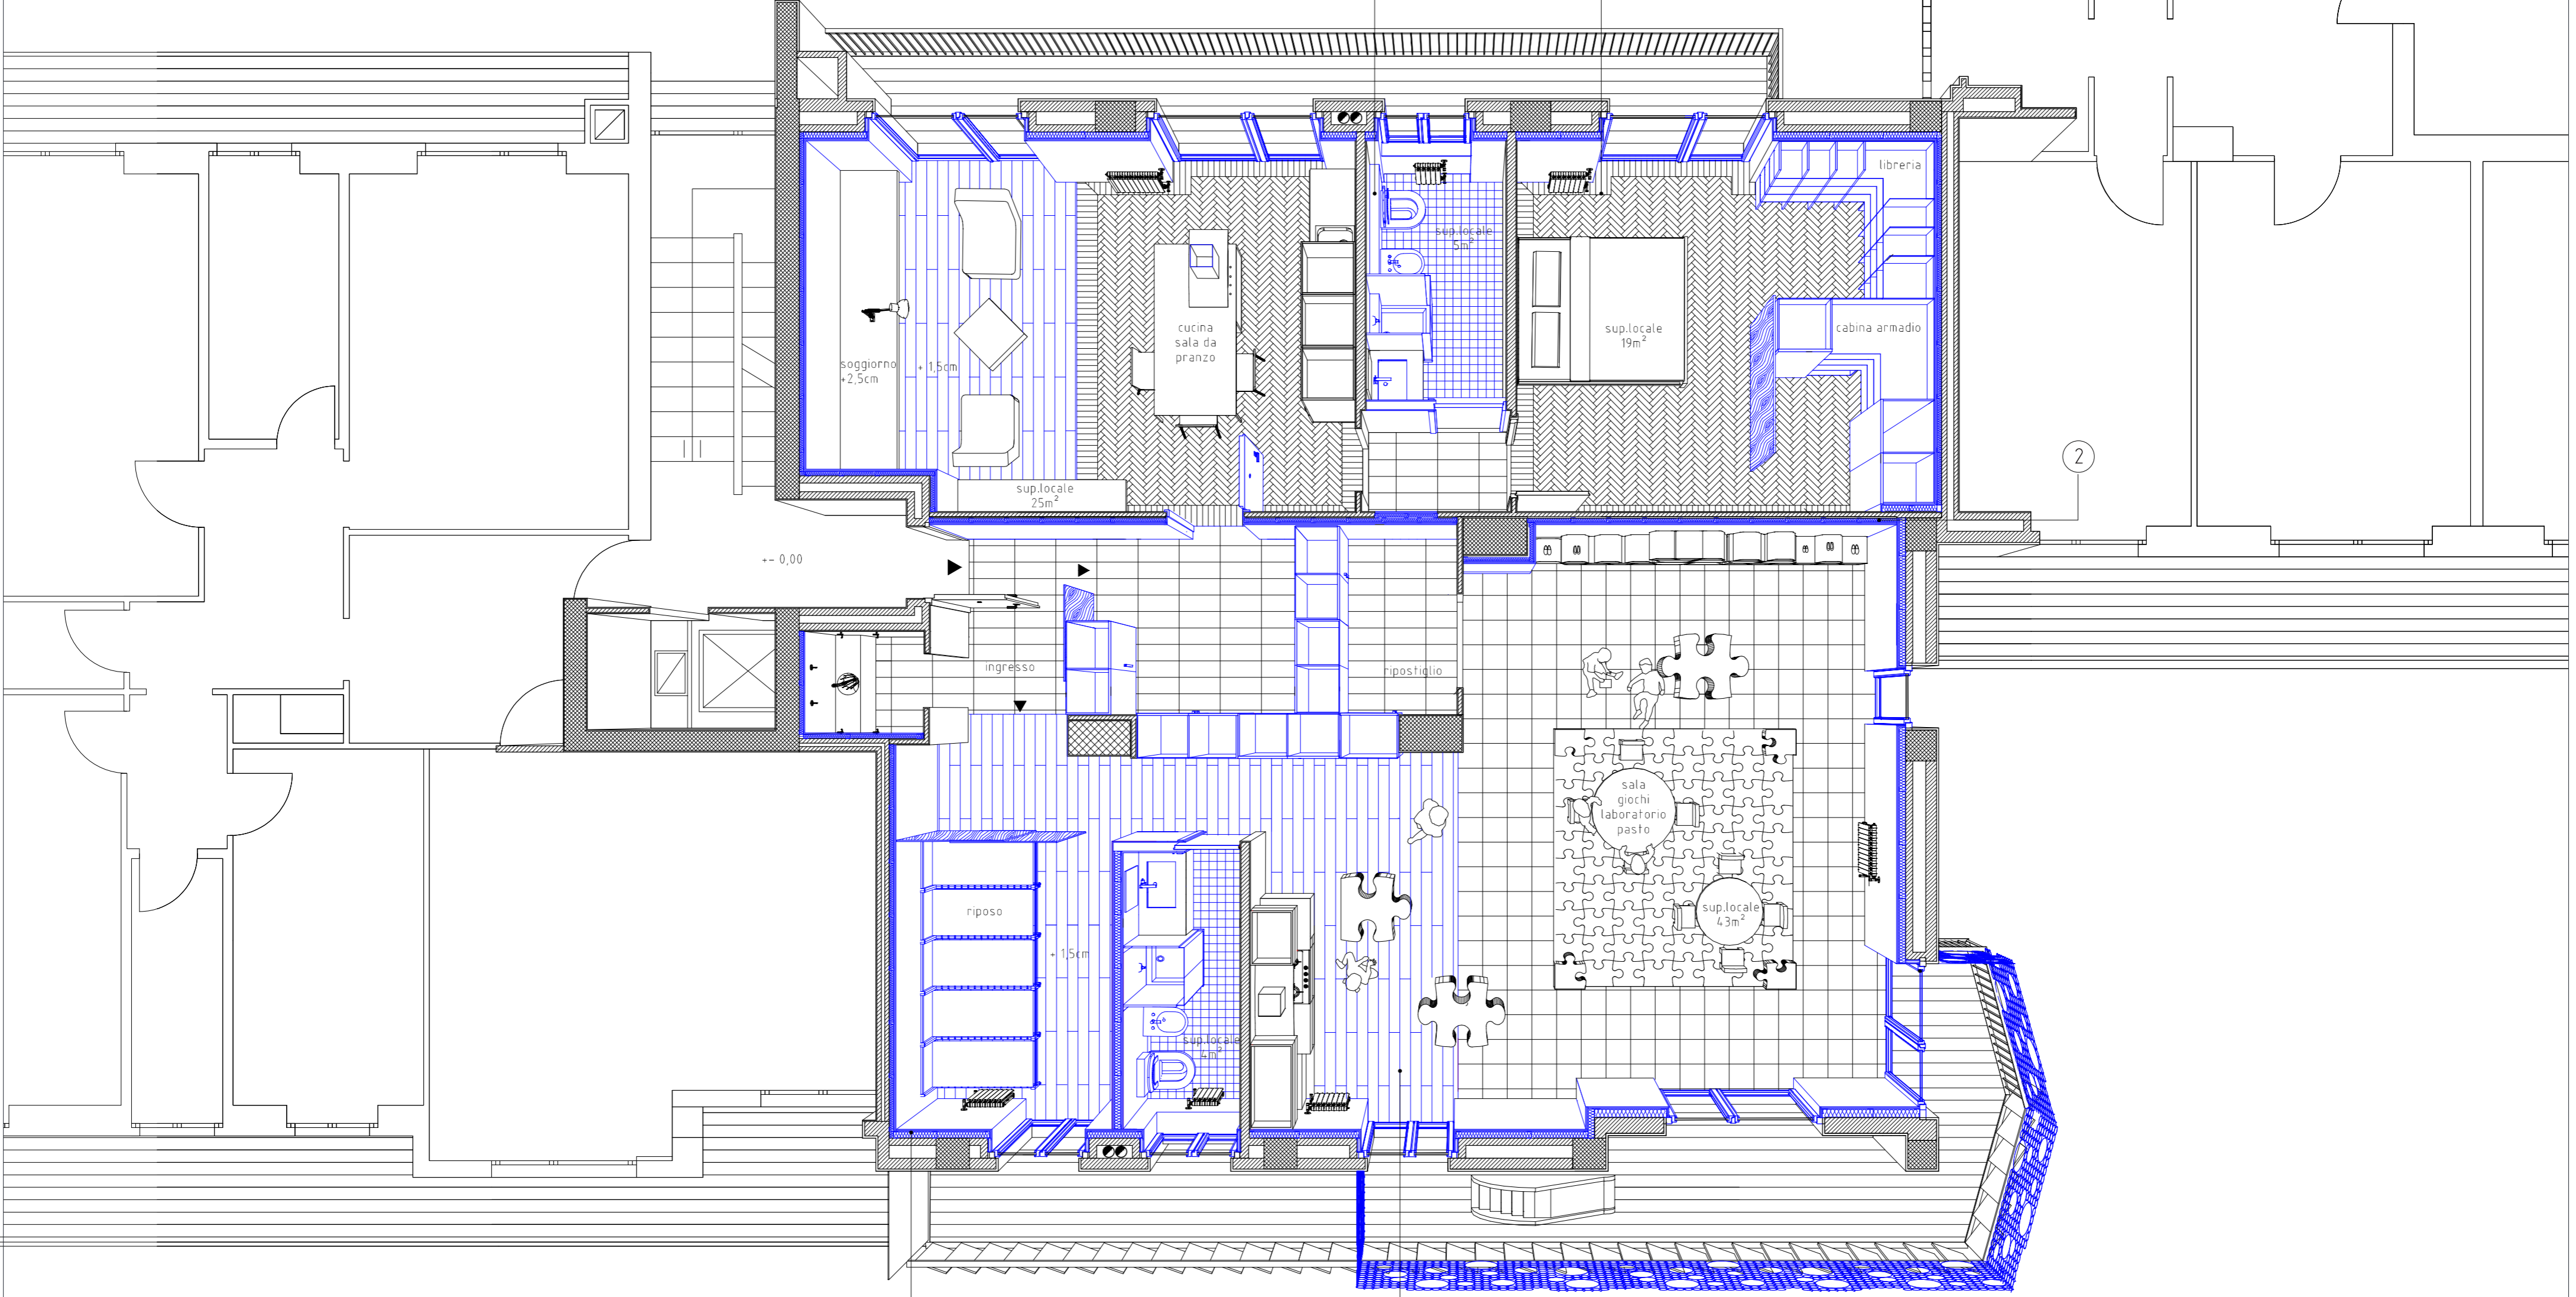 libreria
sup.locale
5m²
cucina
sala da
pranzo
sup.locale
19m²
cabina armadio
soggiorno
+2,5cm
+ 1,5cm
2
sup.locale
25m²
+- 0,00
ingresso
ripostiglio
sala
giochi
laboratorio
pasto
riposo
sup.locale
43m²
+ 1,5cm
sup.locale
4m²